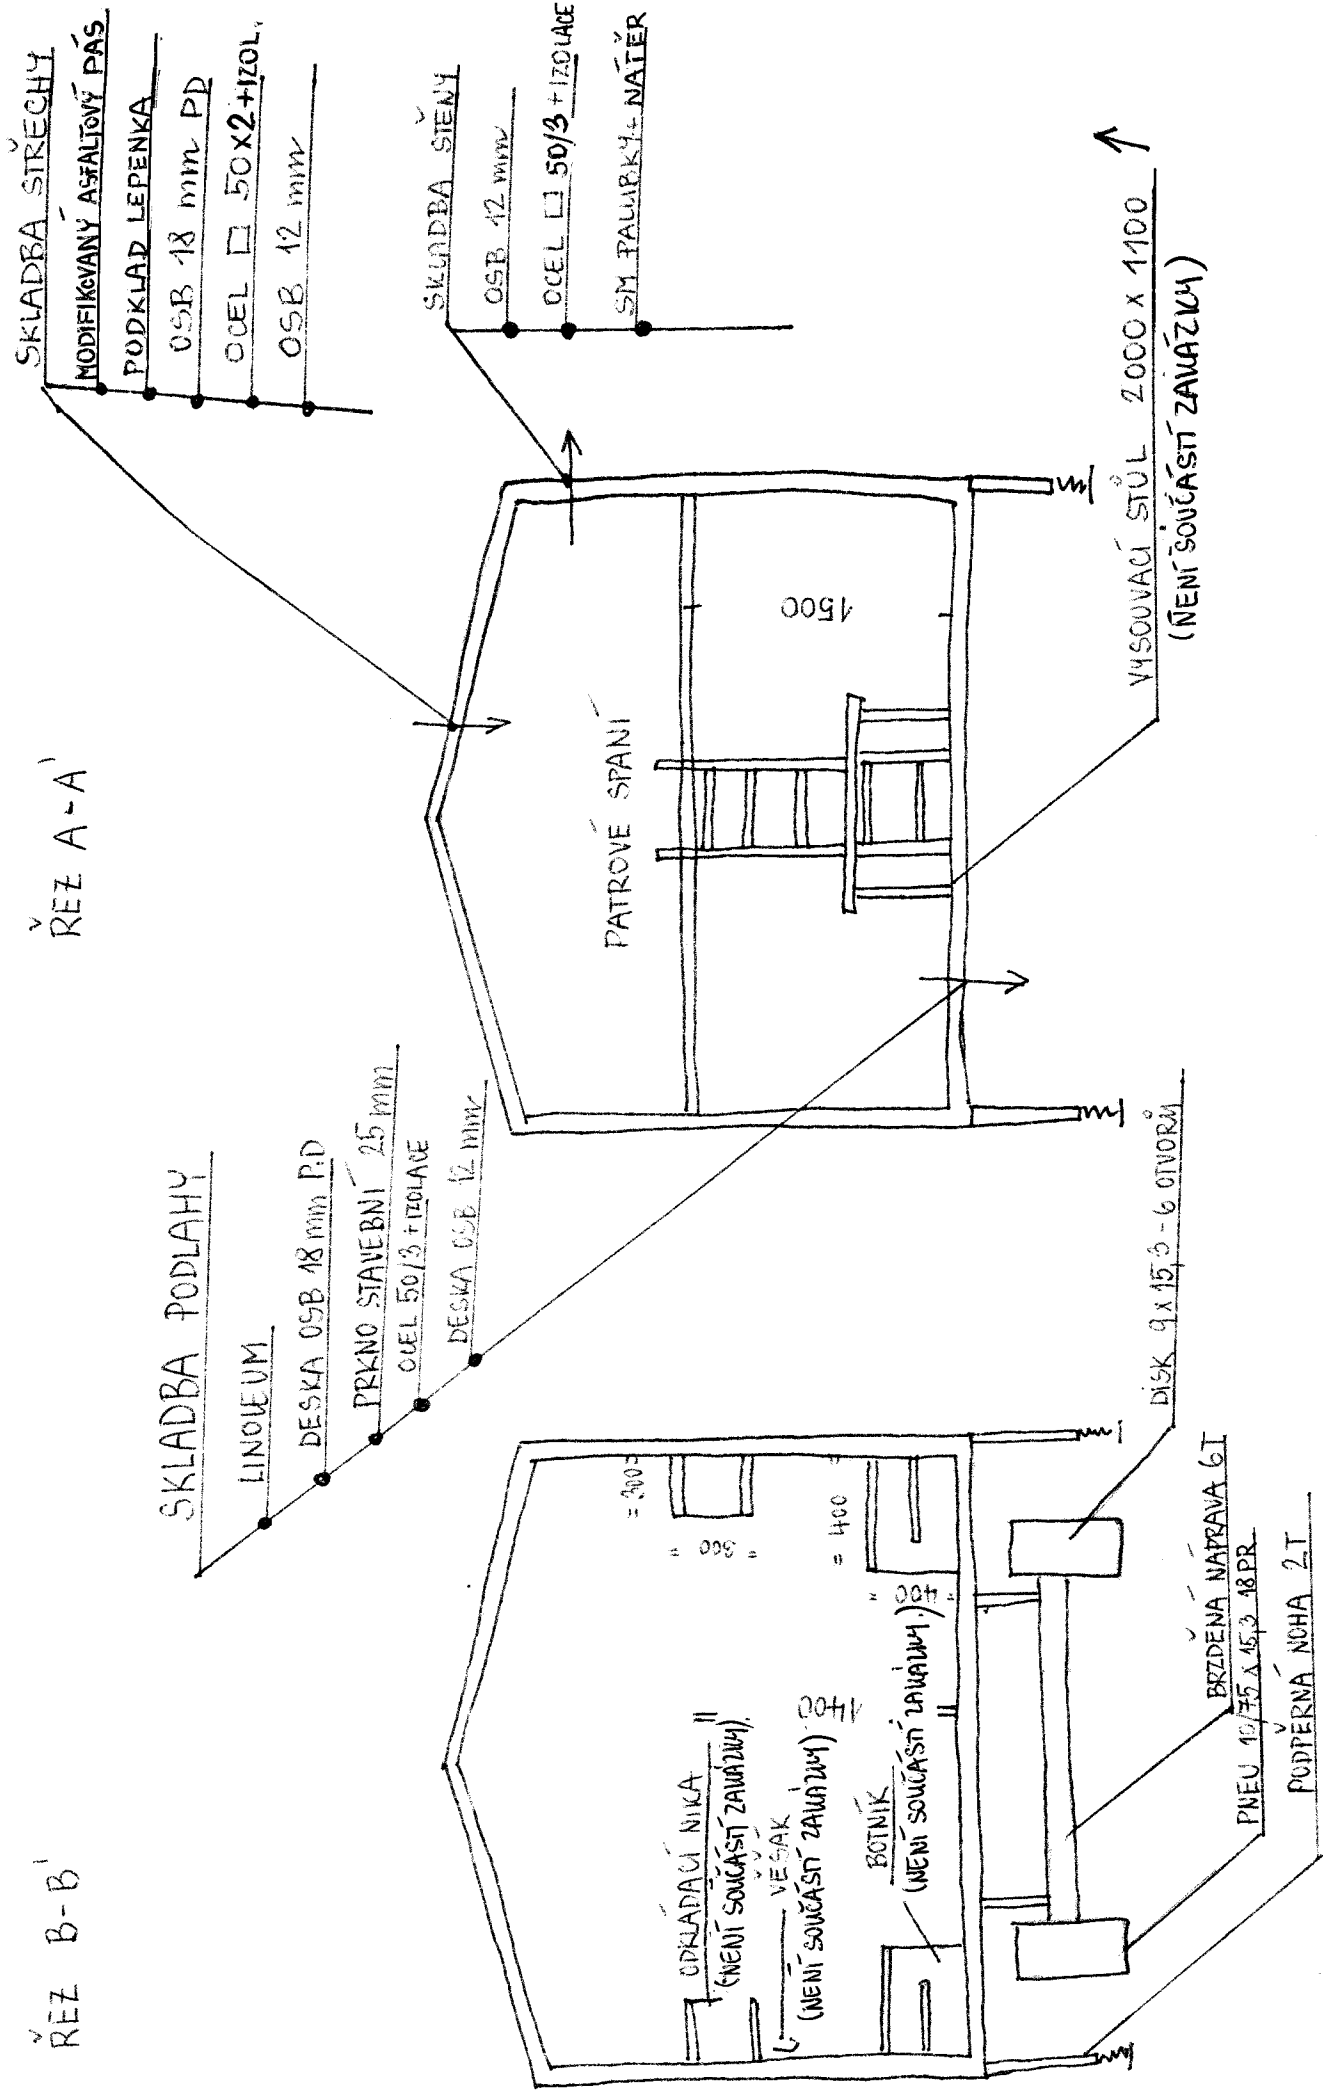 ŘEZ B-B'
ŘEZ A-A'
SKLADBA STŘECHY
MODIFIKOVANÝ ASFALTOVÝ PÁS
PODKLAD LEPENKA
OSB 18 mm PD
OCEL □ 50x2+IZOL.
OSB 12 mm
SKLADBA STĚNY
OSB 12 mm
OCEL □ 50/3 + IZOLACE
SM PALUBKY + NÁTĚR
SKLADBA PODLAHY
LINOLEUM
DESKA OSB 18 mm P.D
PRKNO STAVEBNÍ 25 mm
OCEL 50/3 + IZOLACE
DESKA OSB 12 mm
PATROVÉ SPANÍ
1500
VYSOUVACÍ STŮL 2000 x 1100
(NENÍ SOUČÁSTÍ ZAKÁZKY)
ODKLÁDACÍ NIKA
(NENÍ SOUČÁSTÍ ZAKÁZKY)
VĚŠÁK
(NENÍ SOUČÁSTÍ ZAKÁZKY)
1400
BOTNÍK
(NENÍ SOUČÁSTÍ ZAKÁZKY)
= 300 =
= 300 =
= 400 =
= 400 =
DISK 9x15,3 - 6 OTVORŮ
BRZDĚNÁ NÁPRAVA 6T
PNEU 10/75 x 15,3 18PR
PODPĚRNÁ NOHA 2T